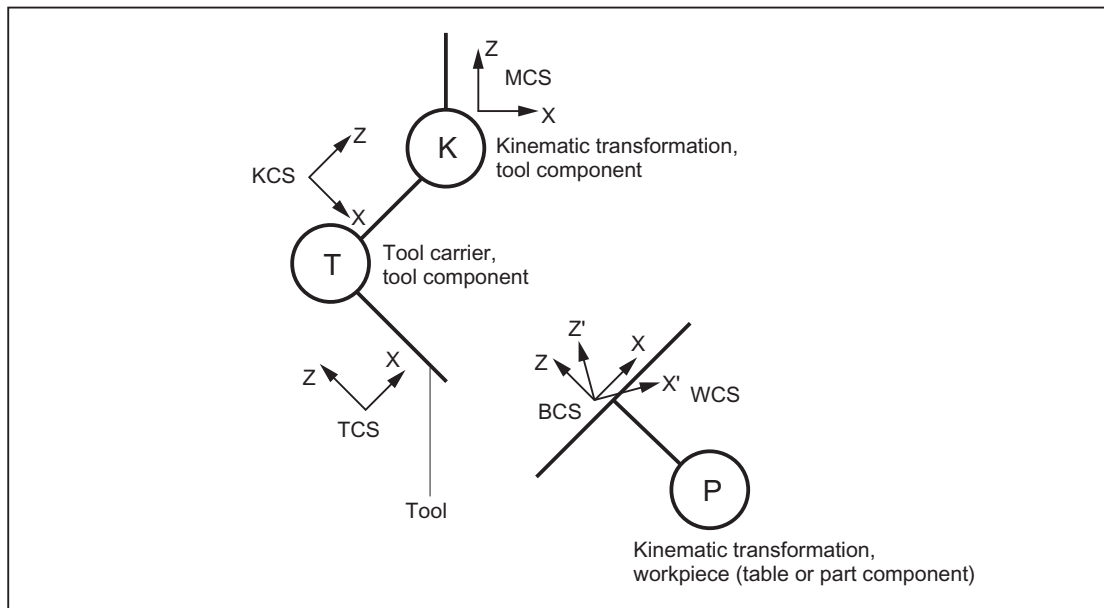 Z
MCS
X
K
Kinematic transformation,
tool component
Z
KCS
X
T
Tool carrier,
tool component
Z
X
TCS
Tool
Z'
Z
X
X'
WCS
BCS
P
Kinematic transformation,
workpiece (table or part component)